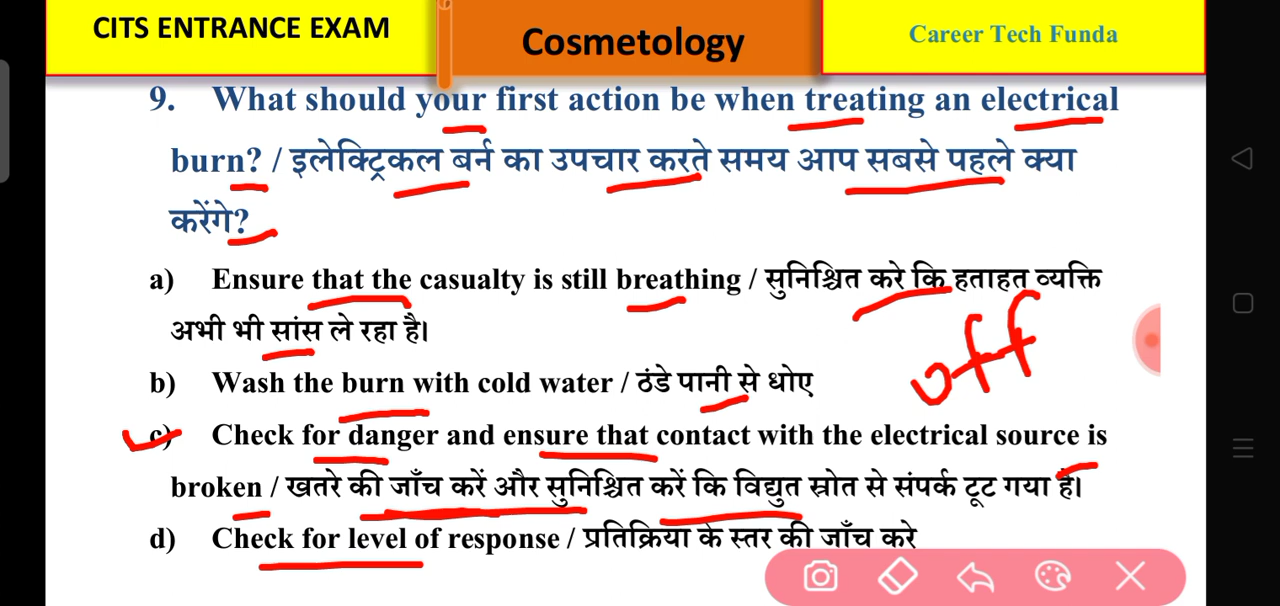 CITS ENTRANCE EXAM
Cosmetology
Career Tech Funda
9. What should your first action be when treating an electrical
burn? / इलेक्ट्रिकल बर्न का उपचार करते समय आप सबसे पहले क्या
करेंगे?
a) Ensure that the casualty is still breathing / सुनिश्चित करे कि हताहत व्यक्ति
अभी भी सांस ले रहा है।
off
b) Wash the burn with cold water / ठंडे पानी से धोए
c) Check for danger and ensure that contact with the electrical source is
broken / खतरे की जाँच करें और सुनिश्चित करें कि विद्युत स्रोत से संपर्क टूट गया है।
d) Check for level of response / प्रतिक्रिया के स्तर की जाँच करे